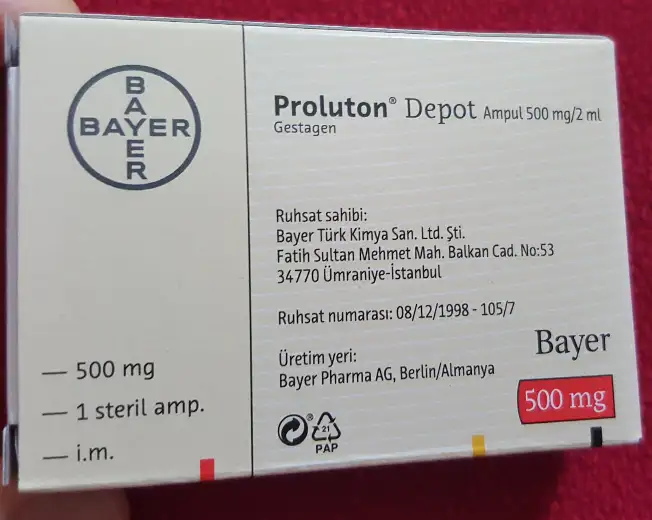 BAYER
BAYER
— 500 mg
— 1 steril amp.
— i.m.
Proluton® Depot Ampul 500 mg/2 ml
Gestagen
Ruhsat sahibi:
Bayer Türk Kimya San. Ltd. Şti.
Fatih Sultan Mehmet Mah. Balkan Cad. No:53
34770 Ümraniye-İstanbul
Ruhsat numarası: 08/12/1998 - 105/7
Üretim yeri:
Bayer Pharma AG, Berlin/Almanya
Bayer
500 mg
®
21
PAP